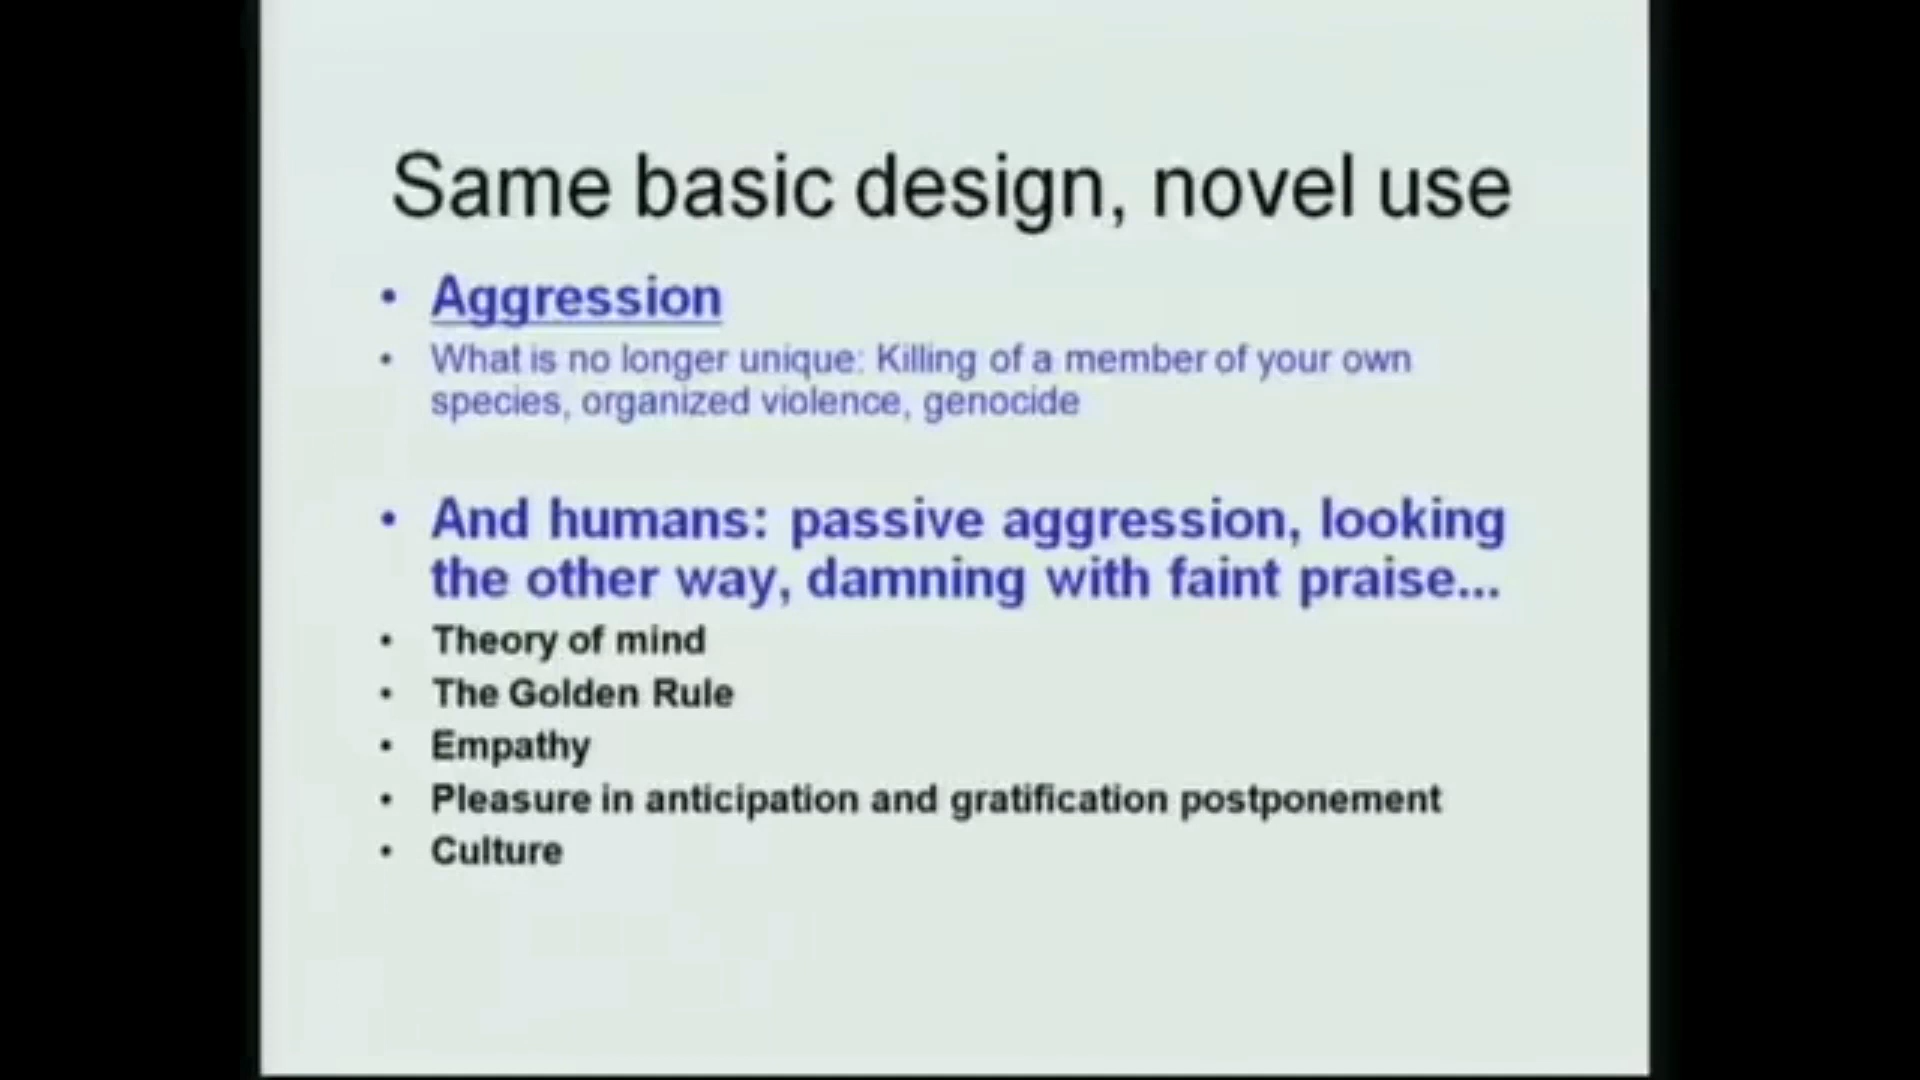 Same basic design, novel use
• Aggression
• What is no longer unique: Killing of a member of your own
species, organized violence, genocide
• And humans: passive aggression, looking
the other way, damning with faint praise...
• Theory of mind
• The Golden Rule
• Empathy
• Pleasure in anticipation and gratification postponement
• Culture